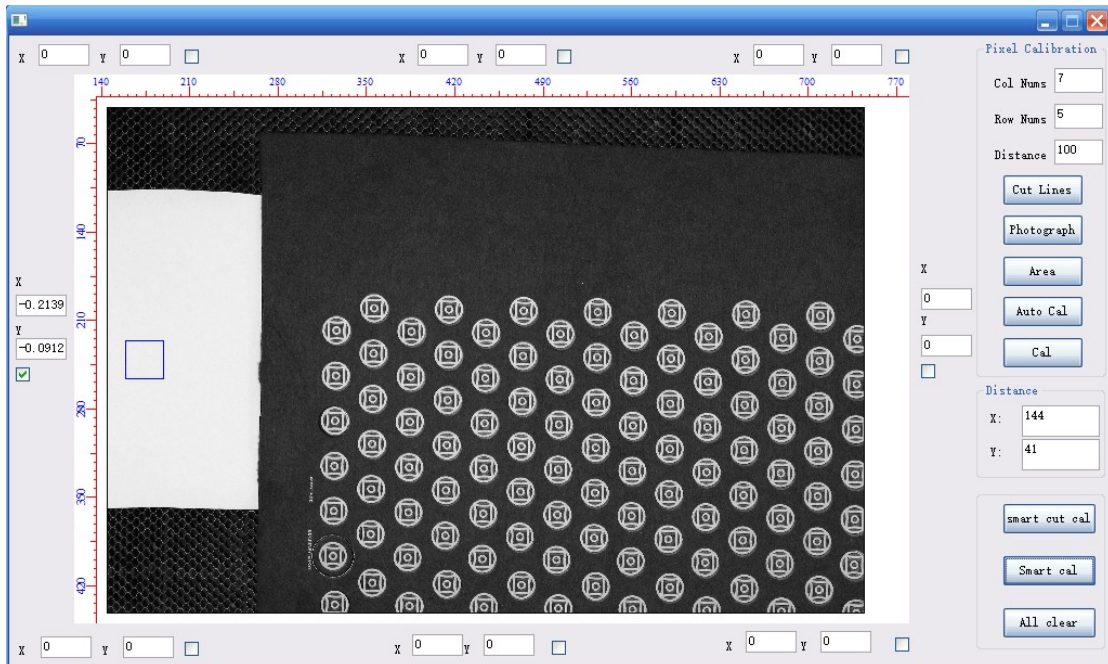 X 0 Y 0 X 0 Y 0 X 0 Y 0
140 210 280 350 420 490 560 630 700 770
70
140
210
280
350
420
X
-0.2139
Y
-0.0912
X
0
Y
0
X 0 Y 0 X 0 Y 0 X 0 Y 0
Pixel Calibration
Col Nums 7
Row Nums 5
Distance 100
Cut Lines
Photograph
Area
Auto Cal
Cal
Distance
X: 144
Y: 41
smart cut cal
Smart cal
All clear